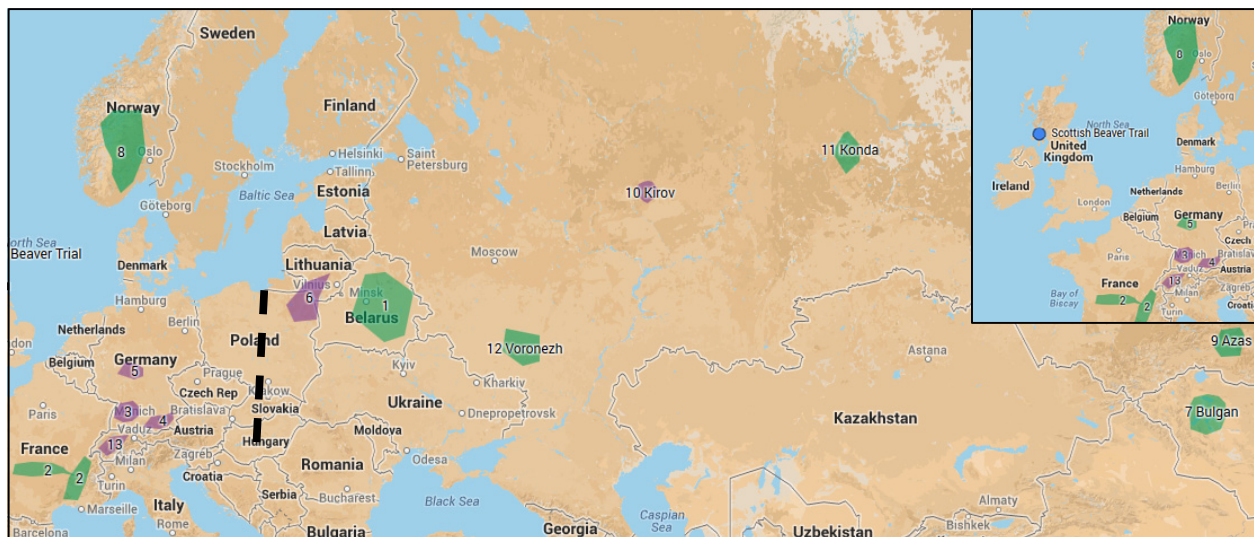 Sweden
Norway
Finland
8
Oslo
Helsinki
Saint
Petersburg
Stockholm
Tallinn
11 Konda
Estonia
10 Kirov
Baltic Sea
Göteborg
Latvia
Moscow
North Sea
Beaver Trial
Denmark
Lithuania
Vilnius
6
Minsk
1
Belarus
Hamburg
Netherlands
Berlin
Poland
12 Voronezh
Belgium
Germany
5
Prague
Czech Rep
Krakow
Kyiv
Kharkiv
Astana
9 Azas
7 Bulgan
Paris
3
Munich
Bratislava
Slovakia
Ukraine
Dnepropetrovsk
4
Vaduz
Austria
Hungary
Moldova
Kazakhstan
France
13
Zagreb
Odesa
2
2
Milan
Turin
Croatia
Romania
Marseille
Italy
Serbia
Bucharest
Black Sea
Caspian
Sea
Almaty
Barcelona
Rome
Bulgaria
Georgia
Uzbekistan
Bishkek
Norway
8
Oslo
Göteborg
North Sea
Scottish Beaver Trail
Denmark
United
Kingdom
Ireland
Hamburg
Netherlands
Berlin
London
Belgium
Germany
5
Czech
Paris
3
Munich
Bratislava
4
Vaduz
Austria
13
Zagreb
Bay of
Biscay
France
2
2
Milan
Turin
Croatia